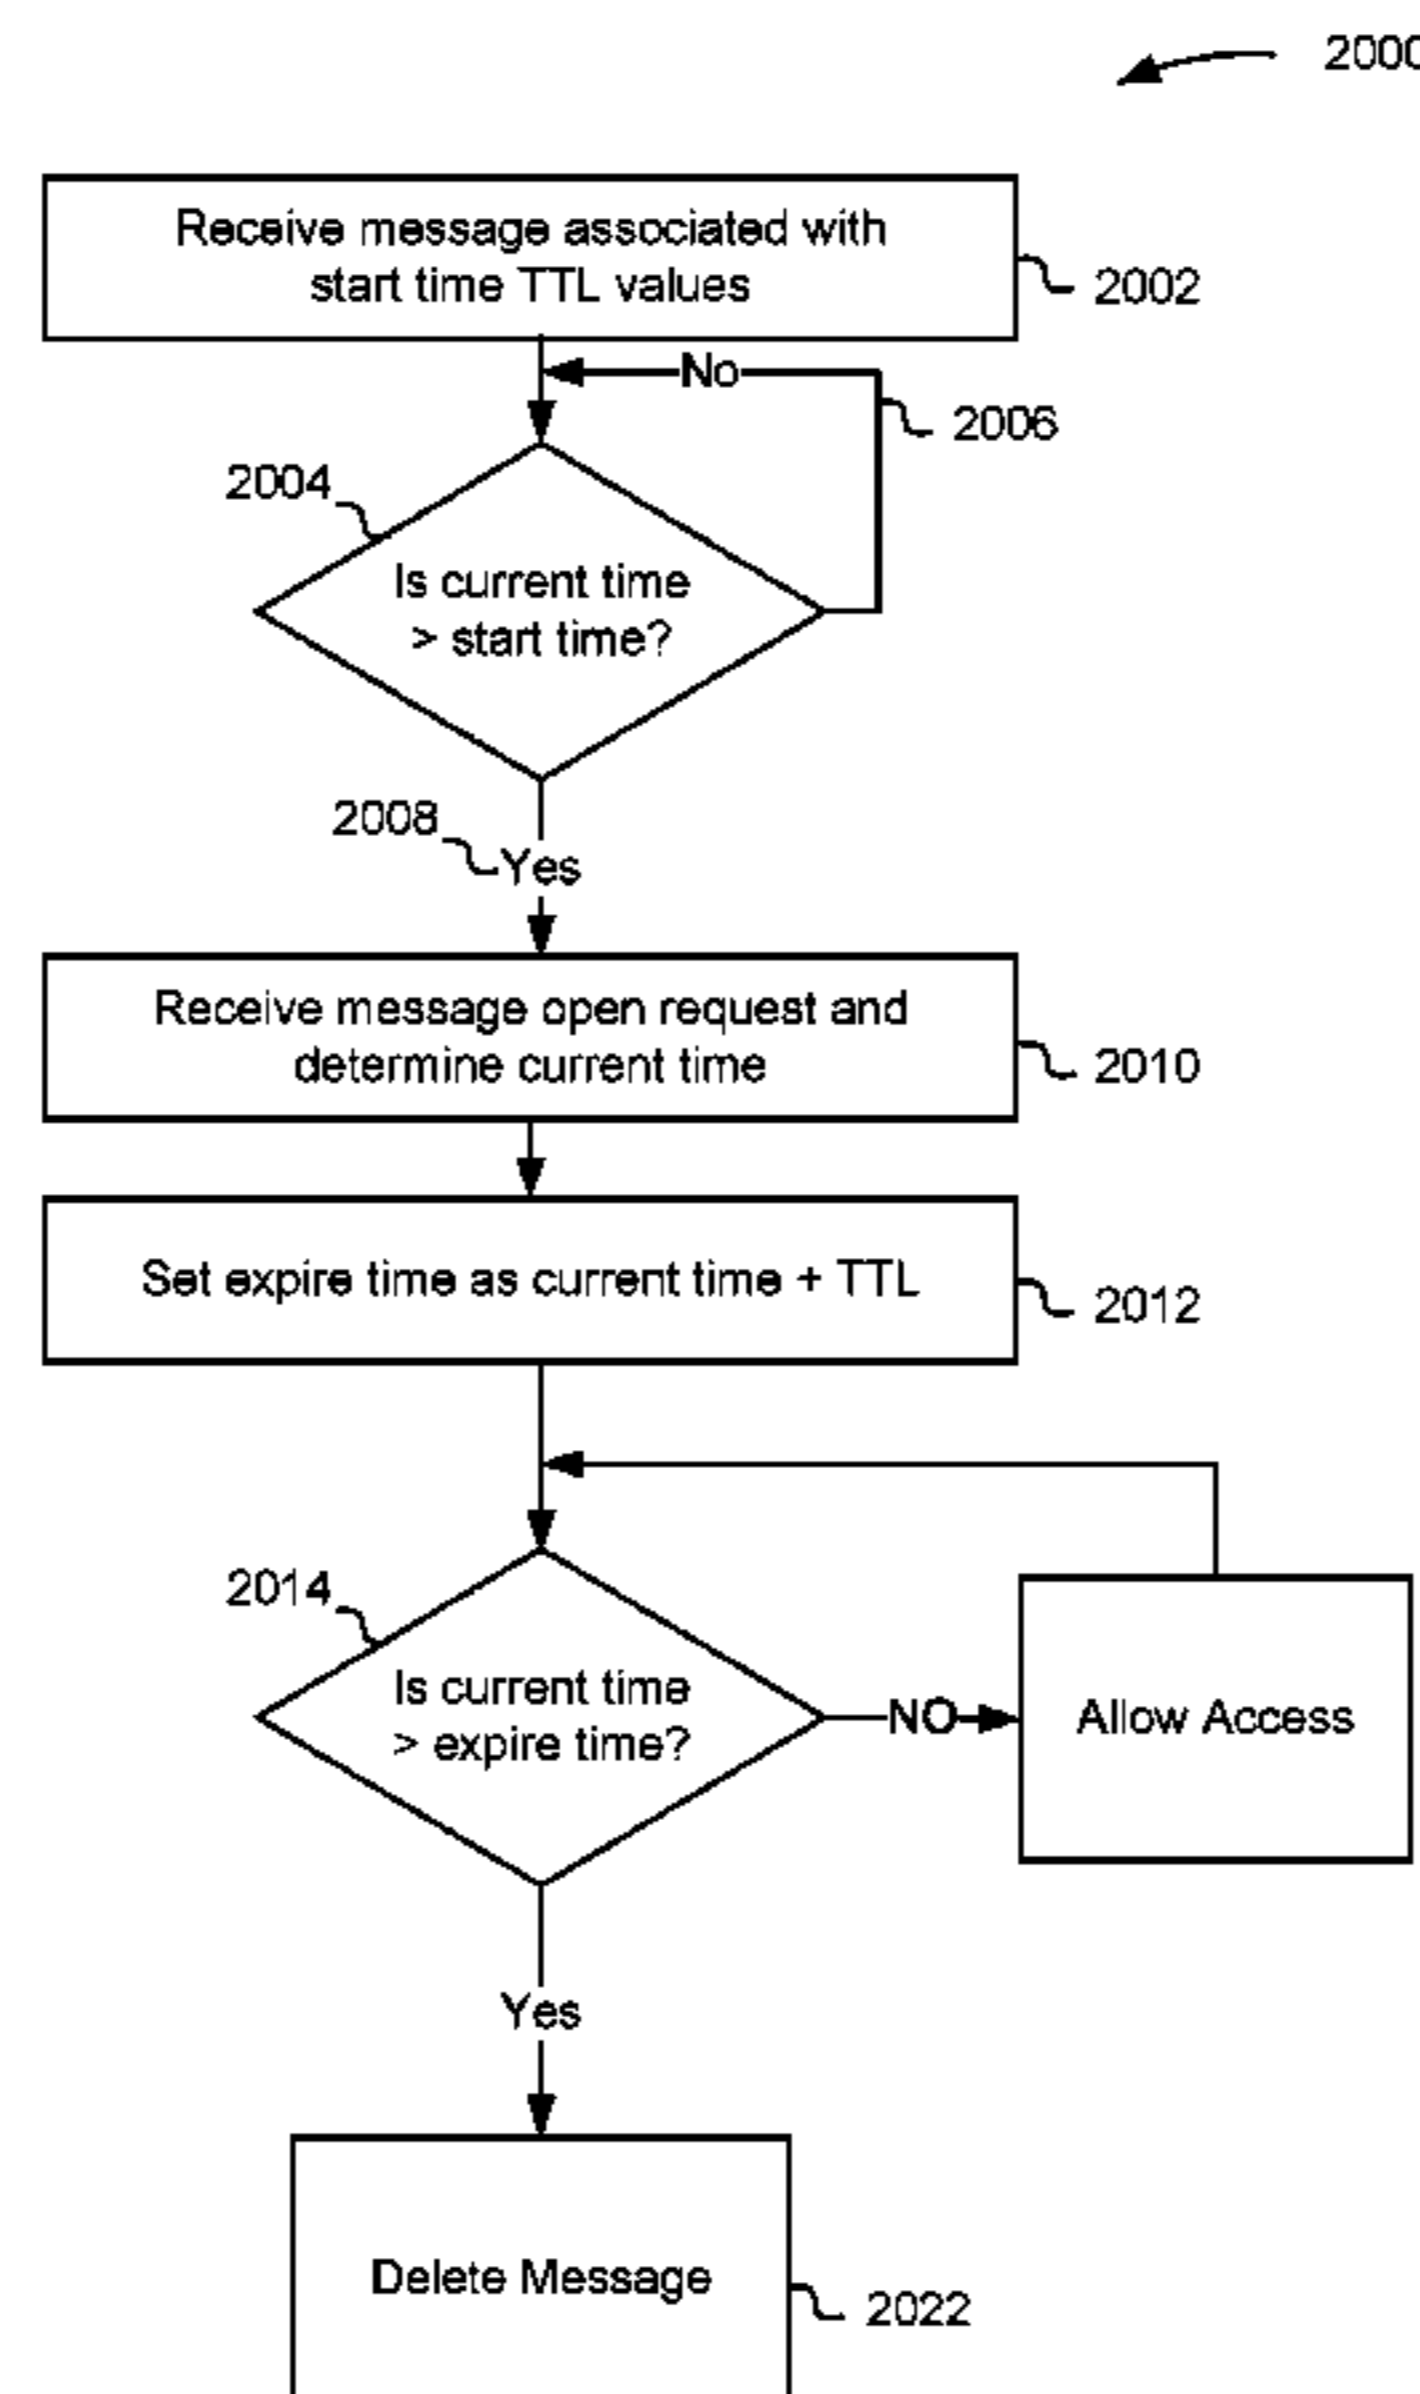 2000
Receive message associated with
start time TTL values
2002
No
2006
2004
Is current time
> start time?
2008
Yes
Receive message open request and
determine current time
2010
Set expire time as current time + TTL
2012
2014
Is current time
> expire time?
NO
Allow Access
Yes
Delete Message
2022